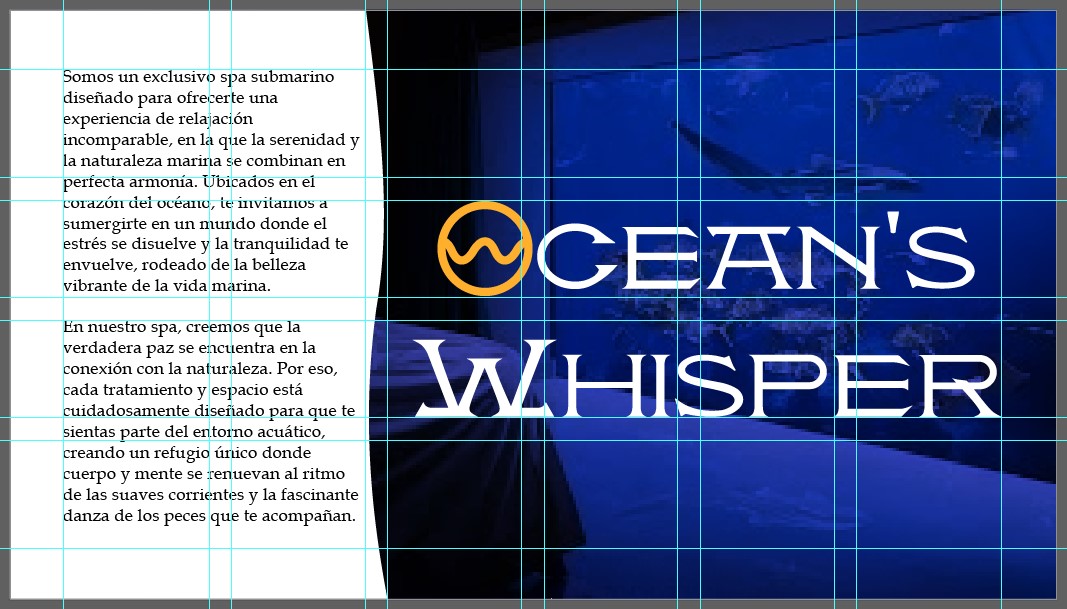 Somos un exclusivo spa submarino
diseñado para ofrecerte una
experiencia de relajación
incomparable, en la que la serenidad y
la naturaleza marina se combinan en
perfecta armonía. Ubicados en el
corazón del océano, te invitamos a
sumergirte en un mundo donde el
estrés se disuelve y la tranquilidad te
envuelve, rodeado de la belleza
vibrante de la vida marina.
En nuestro spa, creemos que la
verdadera paz se encuentra en la
conexión con la naturaleza. Por eso,
cada tratamiento y espacio está
cuidadosamente diseñado para que te
sientas parte del entorno acuático,
creando un refugio único donde
cuerpo y mente se renuevan al ritmo
de las suaves corrientes y la fascinante
danza de los peces que te acompañan.
OCEAN'S
WHISPER